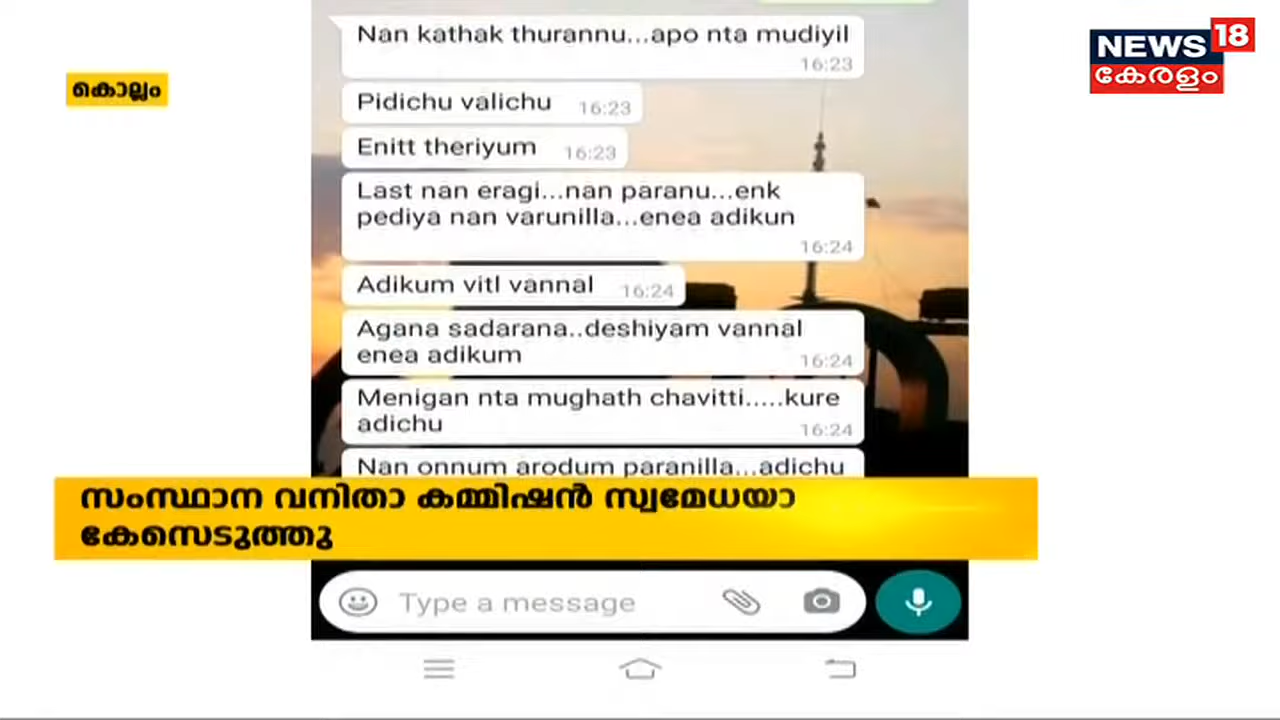 Nan kathak thurannu...apo nta mudiyil
16:23
NEWS 18
കേരളം
കൊല്ലം
Pidichu valichu 16:23
Enitt theriyum 16:23
Last nan eragi...nan paranu...enk
pediya nan varunilla...enea adikun
16:24
Adikum vitl vannal 16:24
Agana sadarana..deshiyam vannal
enea adikum 16:24
Menigan nta mughath chavitti.....kure
adichu 16:24
Nan onnum arodum paranilla...adichu
സംസ്ഥാന വനിതാ കമ്മിഷൻ സ്വമേധയാ
കേസെടുത്തു
Type a message